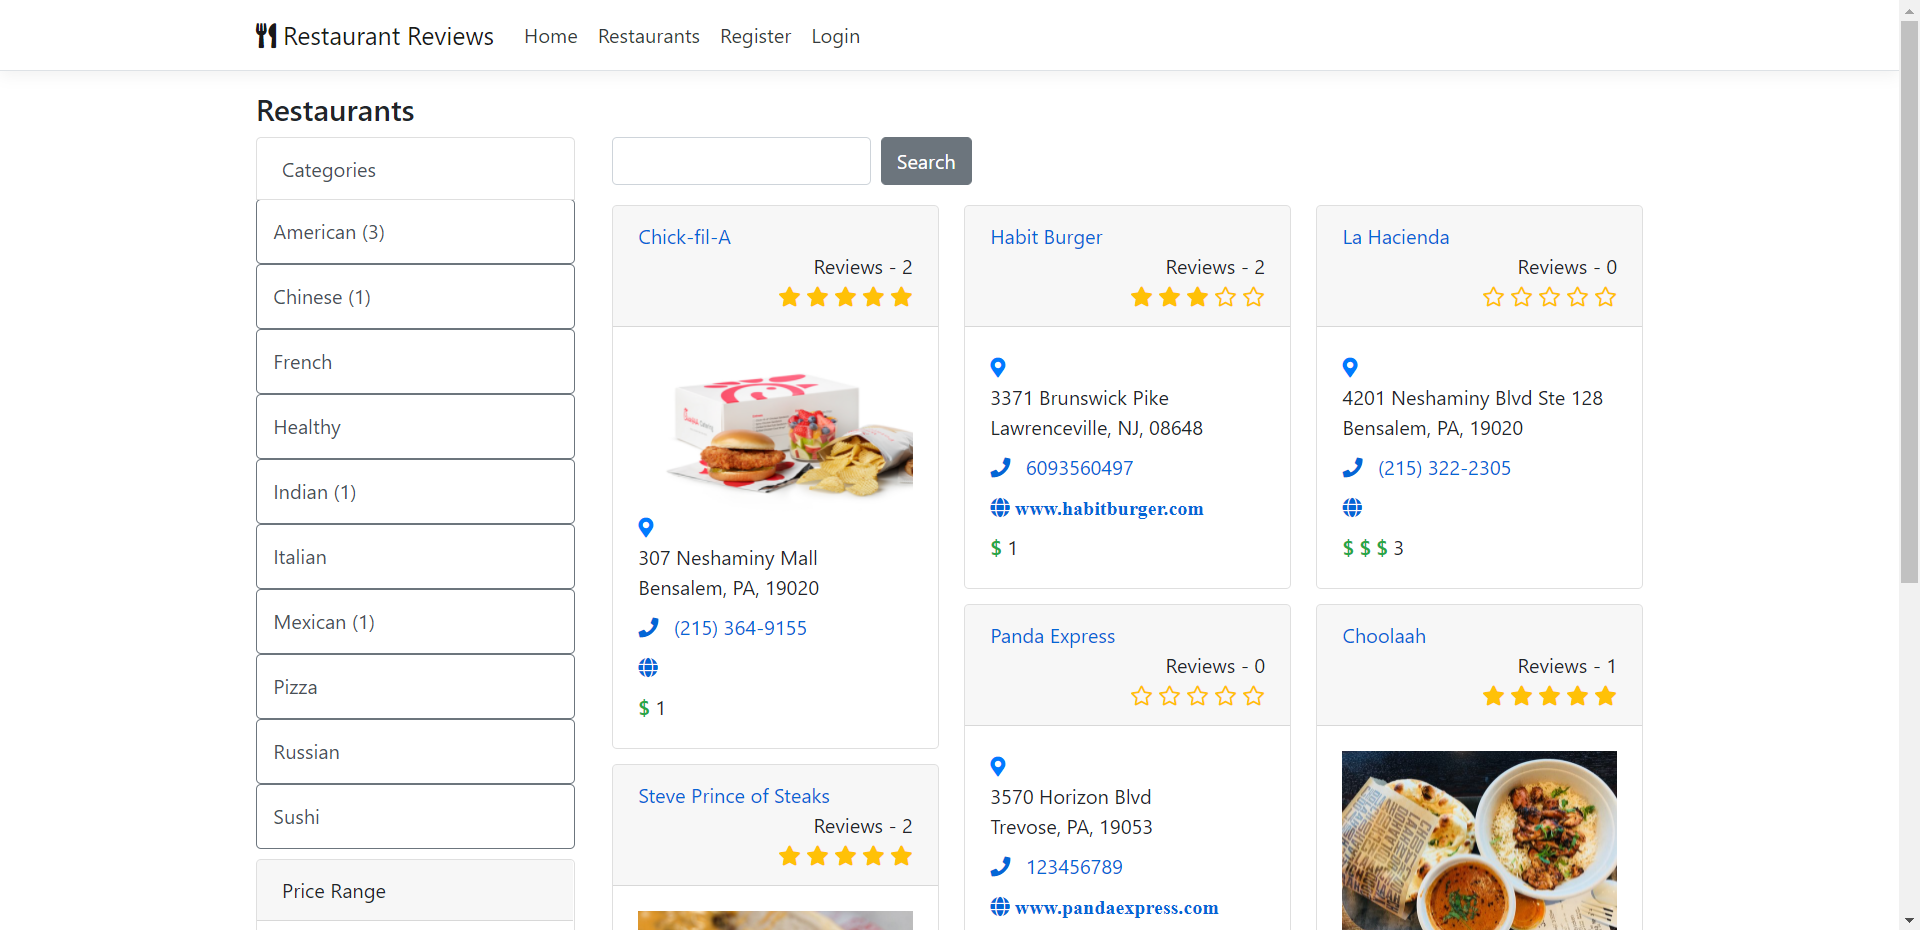 Restaurant Reviews Home Restaurants Register Login
Restaurants
Categories
American (3)
Chinese (1)
French
Healthy
Indian (1)
Italian
Mexican (1)
Pizza
Russian
Sushi
Price Range
Search
Chick-fil-A
Reviews - 2
307 Neshaminy Mall
Bensalem, PA, 19020
(215) 364-9155
$ 1
Steve Prince of Steaks
Reviews - 2
Habit Burger
Reviews - 2
3371 Brunswick Pike
Lawrenceville, NJ, 08648
6093560497
www.habitburger.com
$ 1
Panda Express
Reviews - 0
3570 Horizon Blvd
Trevose, PA, 19053
123456789
www.pandaexpress.com
La Hacienda
Reviews - 0
4201 Neshaminy Blvd Ste 128
Bensalem, PA, 19020
(215) 322-2305
$ $ $ 3
Choolaah
Reviews - 1